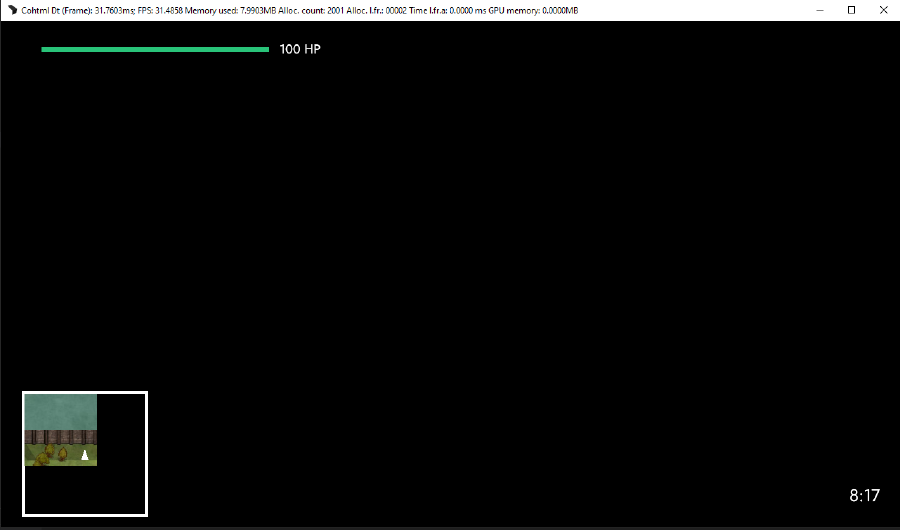 Cohtml Dt (Frame): 31.7603ms; FPS: 31.4858 Memory used: 7.9903MB Alloc. count: 2001 Alloc. l.fr.: 00002 Time l.fr.a: 0.0000 ms GPU memory: 0.0000MB
100 HP
8:17